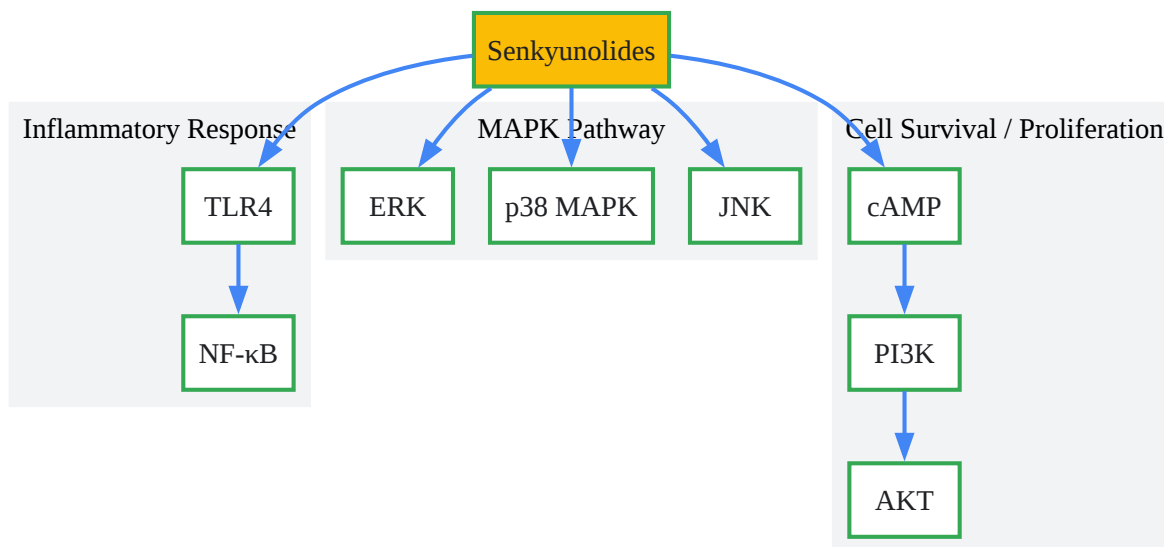 Senkyunolides
Inflammatory Response
MAPK Pathway
Cell Survival / Proliferation
TLR4
ERK
p38 MAPK
JNK
cAMP
NF-κB
PI3K
AKT